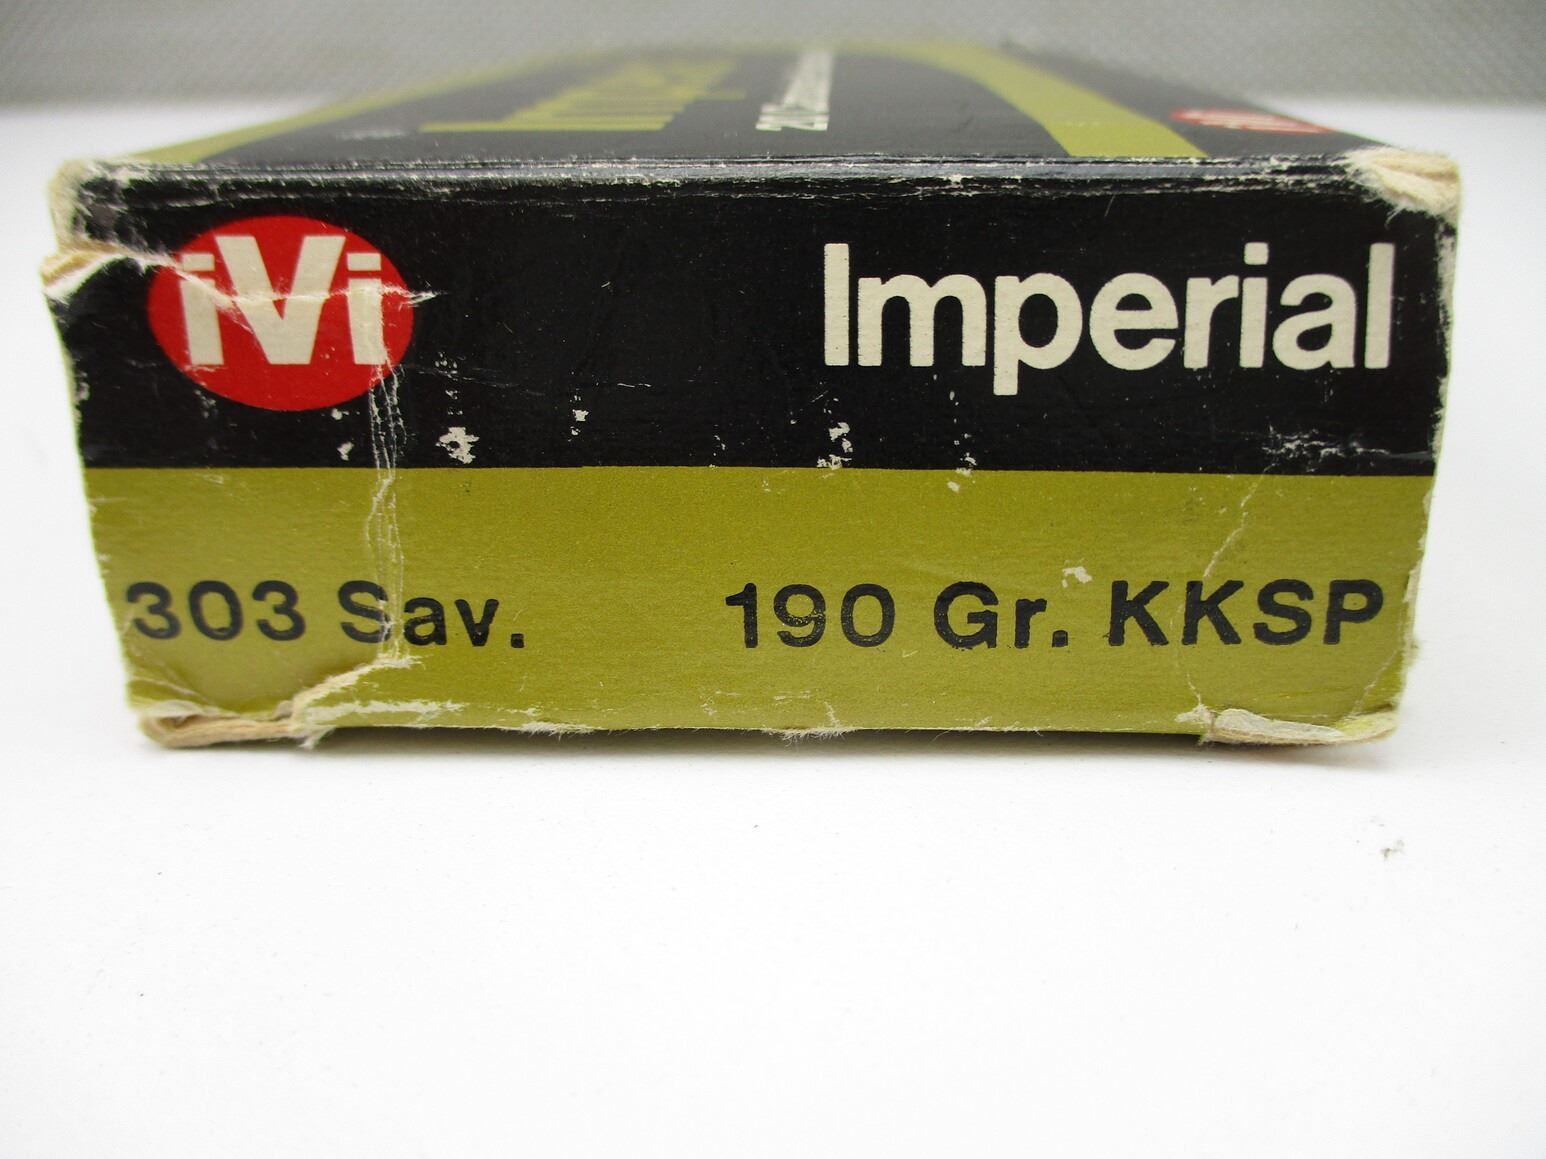 iVi Imperial
303 Sav. 190 Gr. KKSP